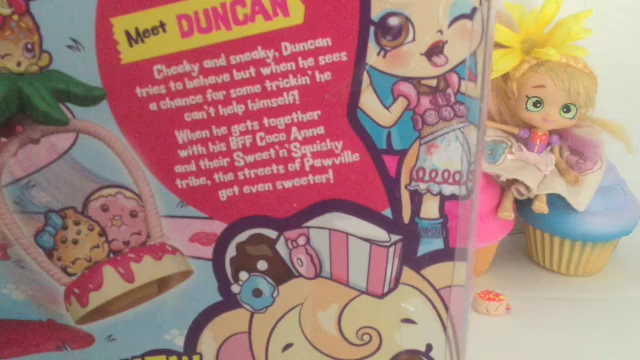 Meet DUNCAN
Cheeky and sneaky, Duncan
tries to behave but when he sees
a chance for some trickin' he
can't help himself!
When he gets together
with his BFF Coco Anna
and their Sweet'n'Squishy
tribe, the streets of Pawville
get even sweeter!